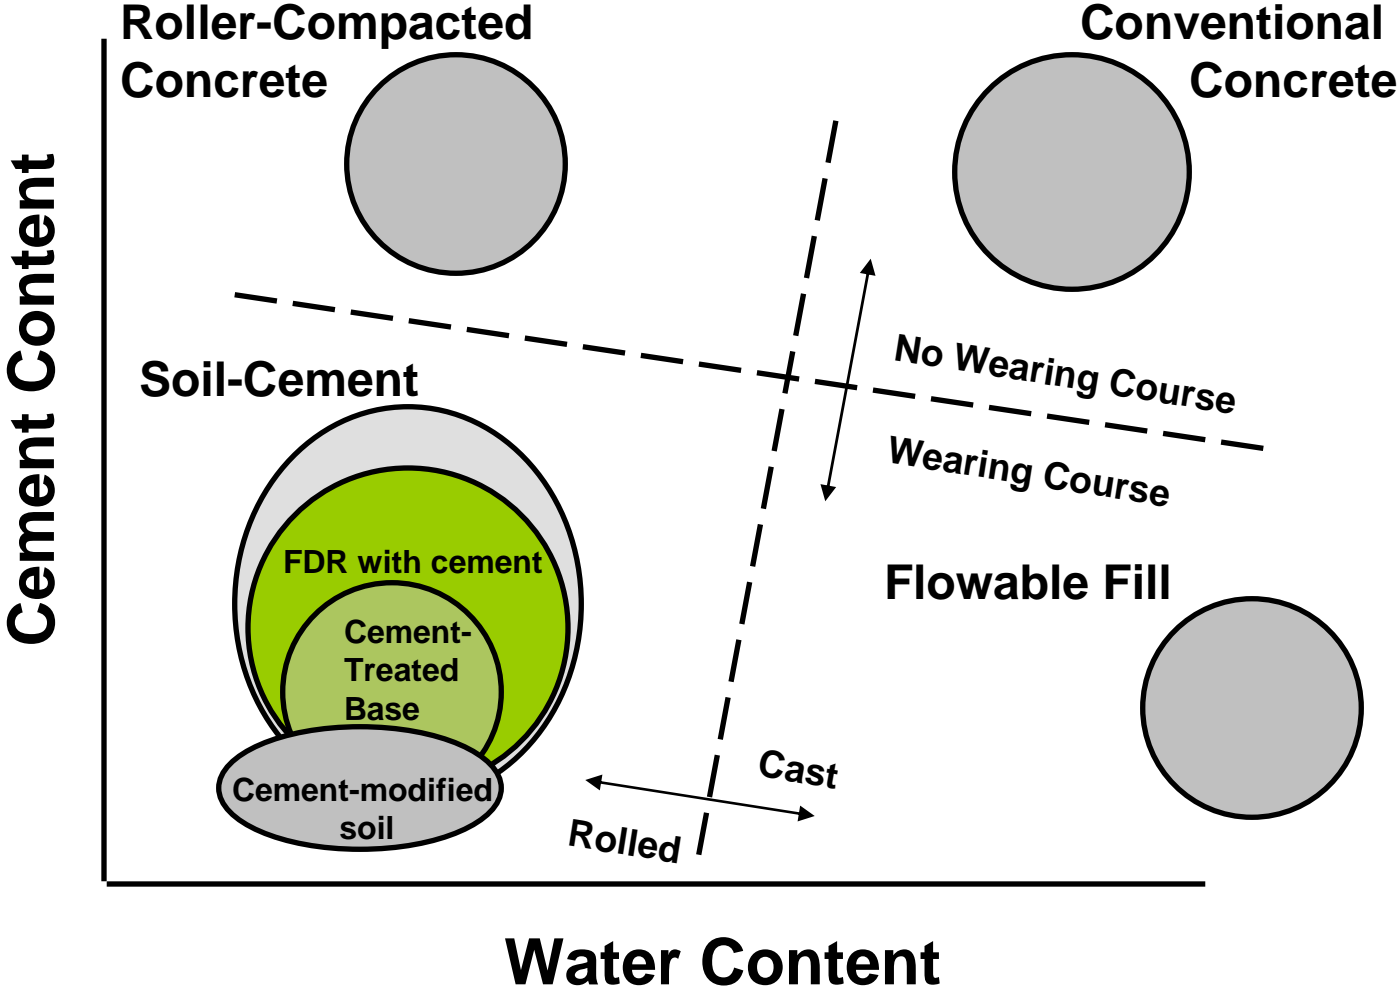 Roller-Compacted
Concrete
Conventional
Concrete
Cement Content
No Wearing Course
Soil-Cement
Wearing Course
FDR with cement
Flowable Fill
Cement-
Treated
Base
Cast
Cement-modified
soil
Rolled
Water Content